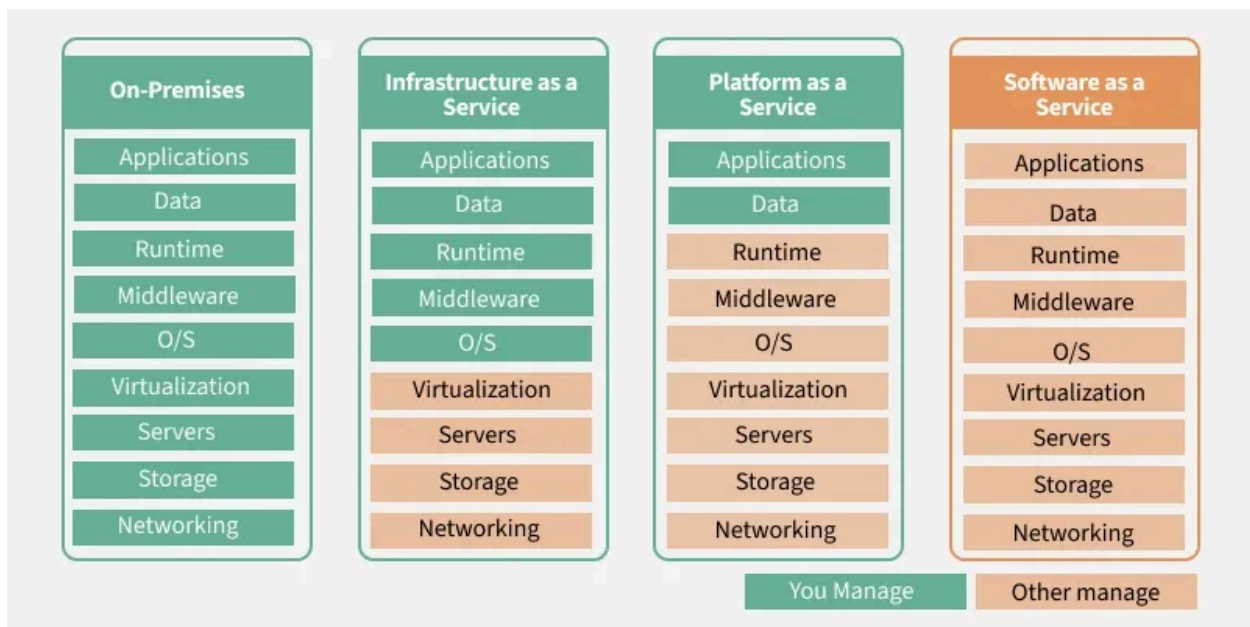 On-Premises
Applications
Data
Runtime
Middleware
O/S
Virtualization
Servers
Storage
Networking
Infrastructure as a
Service
Applications
Data
Runtime
Middleware
O/S
Virtualization
Servers
Storage
Networking
Platform as a
Service
Applications
Data
Runtime
Middleware
O/S
Virtualization
Servers
Storage
Networking
Software as a
Service
Applications
Data
Runtime
Middleware
O/S
Virtualization
Servers
Storage
Networking
You Manage
Other manage